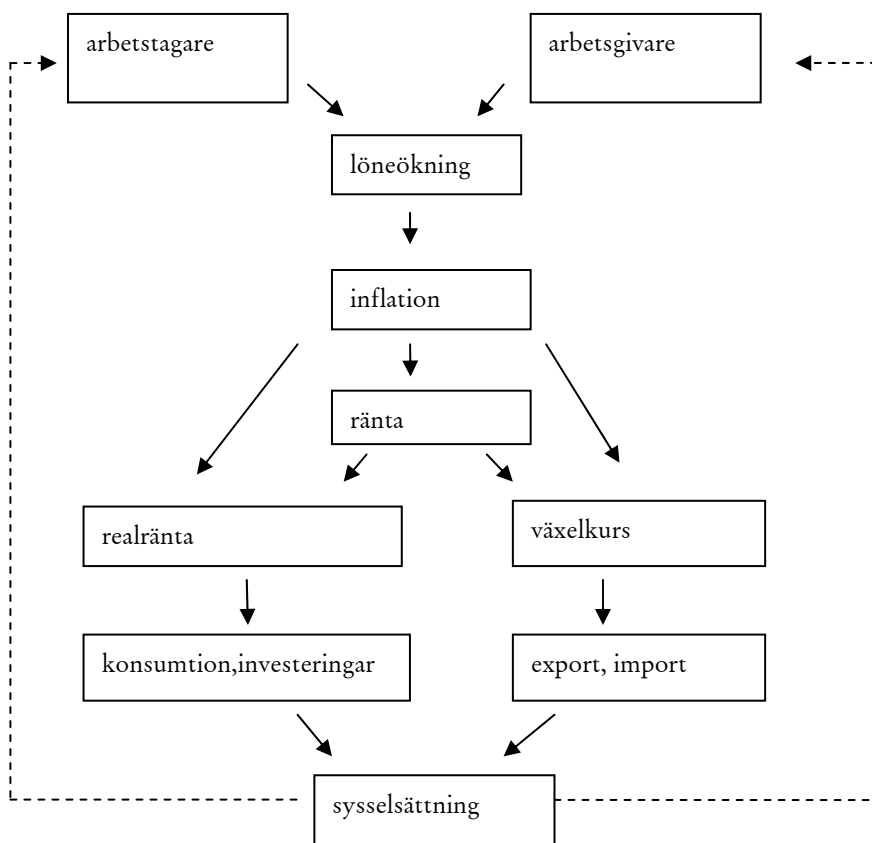 arbetstagare
arbetsgivare
löneökning
inflation
ränta
realränta
växelkurs
konsumtion,investeringar
export, import
sysselsättning